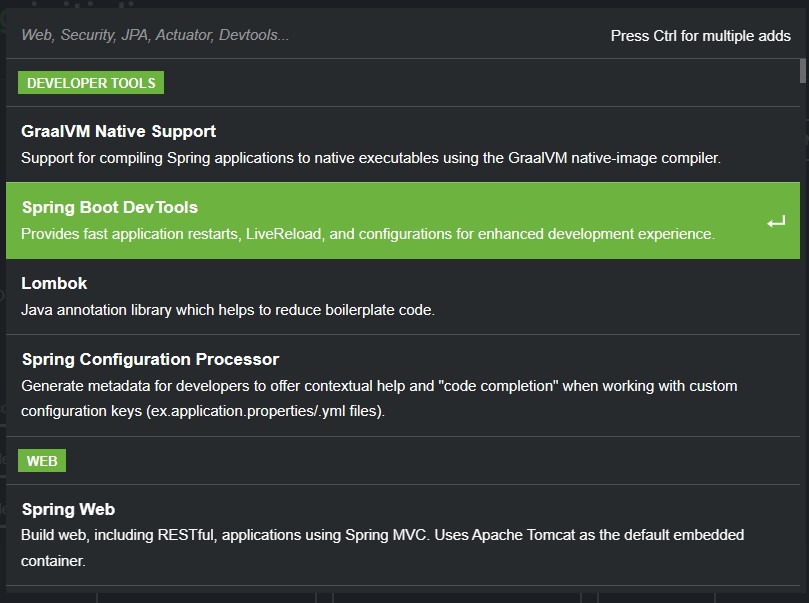 Web, Security, JPA, Actuator, Devtools...
Press Ctrl for multiple adds
DEVELOPER TOOLS
GraalVM Native Support
Support for compiling Spring applications to native executables using the GraalVM native-image compiler.
Spring Boot DevTools
Provides fast application restarts, LiveReload, and configurations for enhanced development experience.
Lombok
Java annotation library which helps to reduce boilerplate code.
Spring Configuration Processor
Generate metadata for developers to offer contextual help and "code completion" when working with custom
configuration keys (ex.application.properties/.yml files).
WEB
Spring Web
Build web, including RESTful, applications using Spring MVC. Uses Apache Tomcat as the default embedded
container.